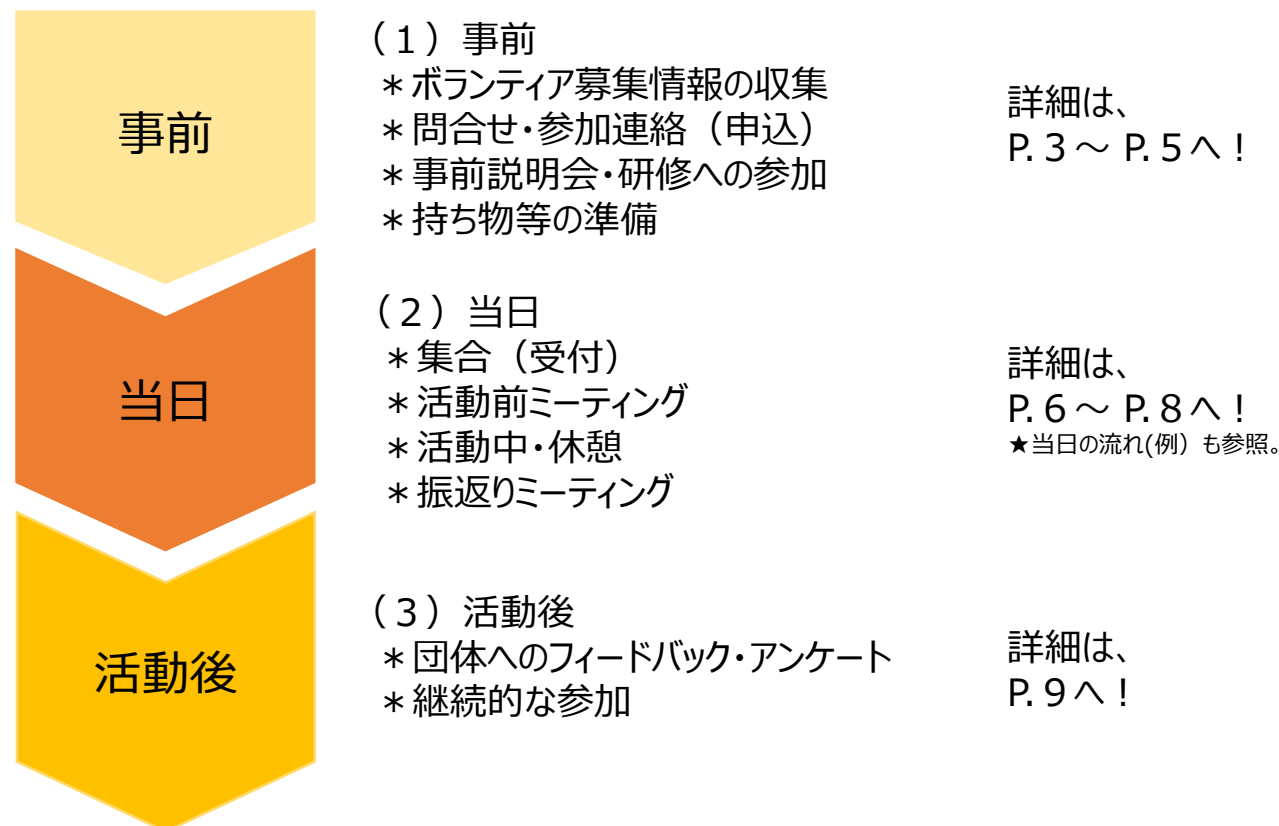 事前
（１）事前
＊ボランティア募集情報の収集
＊問合せ・参加連絡（申込）
＊事前説明会・研修への参加
＊持ち物等の準備
詳細は、
P.３～ P.５へ！
当日
（２）当日
＊集合（受付）
＊活動前ミーティング
＊活動中・休憩
＊振返りミーティング
詳細は、
P.６～ P.８へ！
★当日の流れ(例）も参照。
活動後
（３）活動後
＊団体へのフィードバック・アンケート
＊継続的な参加
詳細は、
P.９へ！